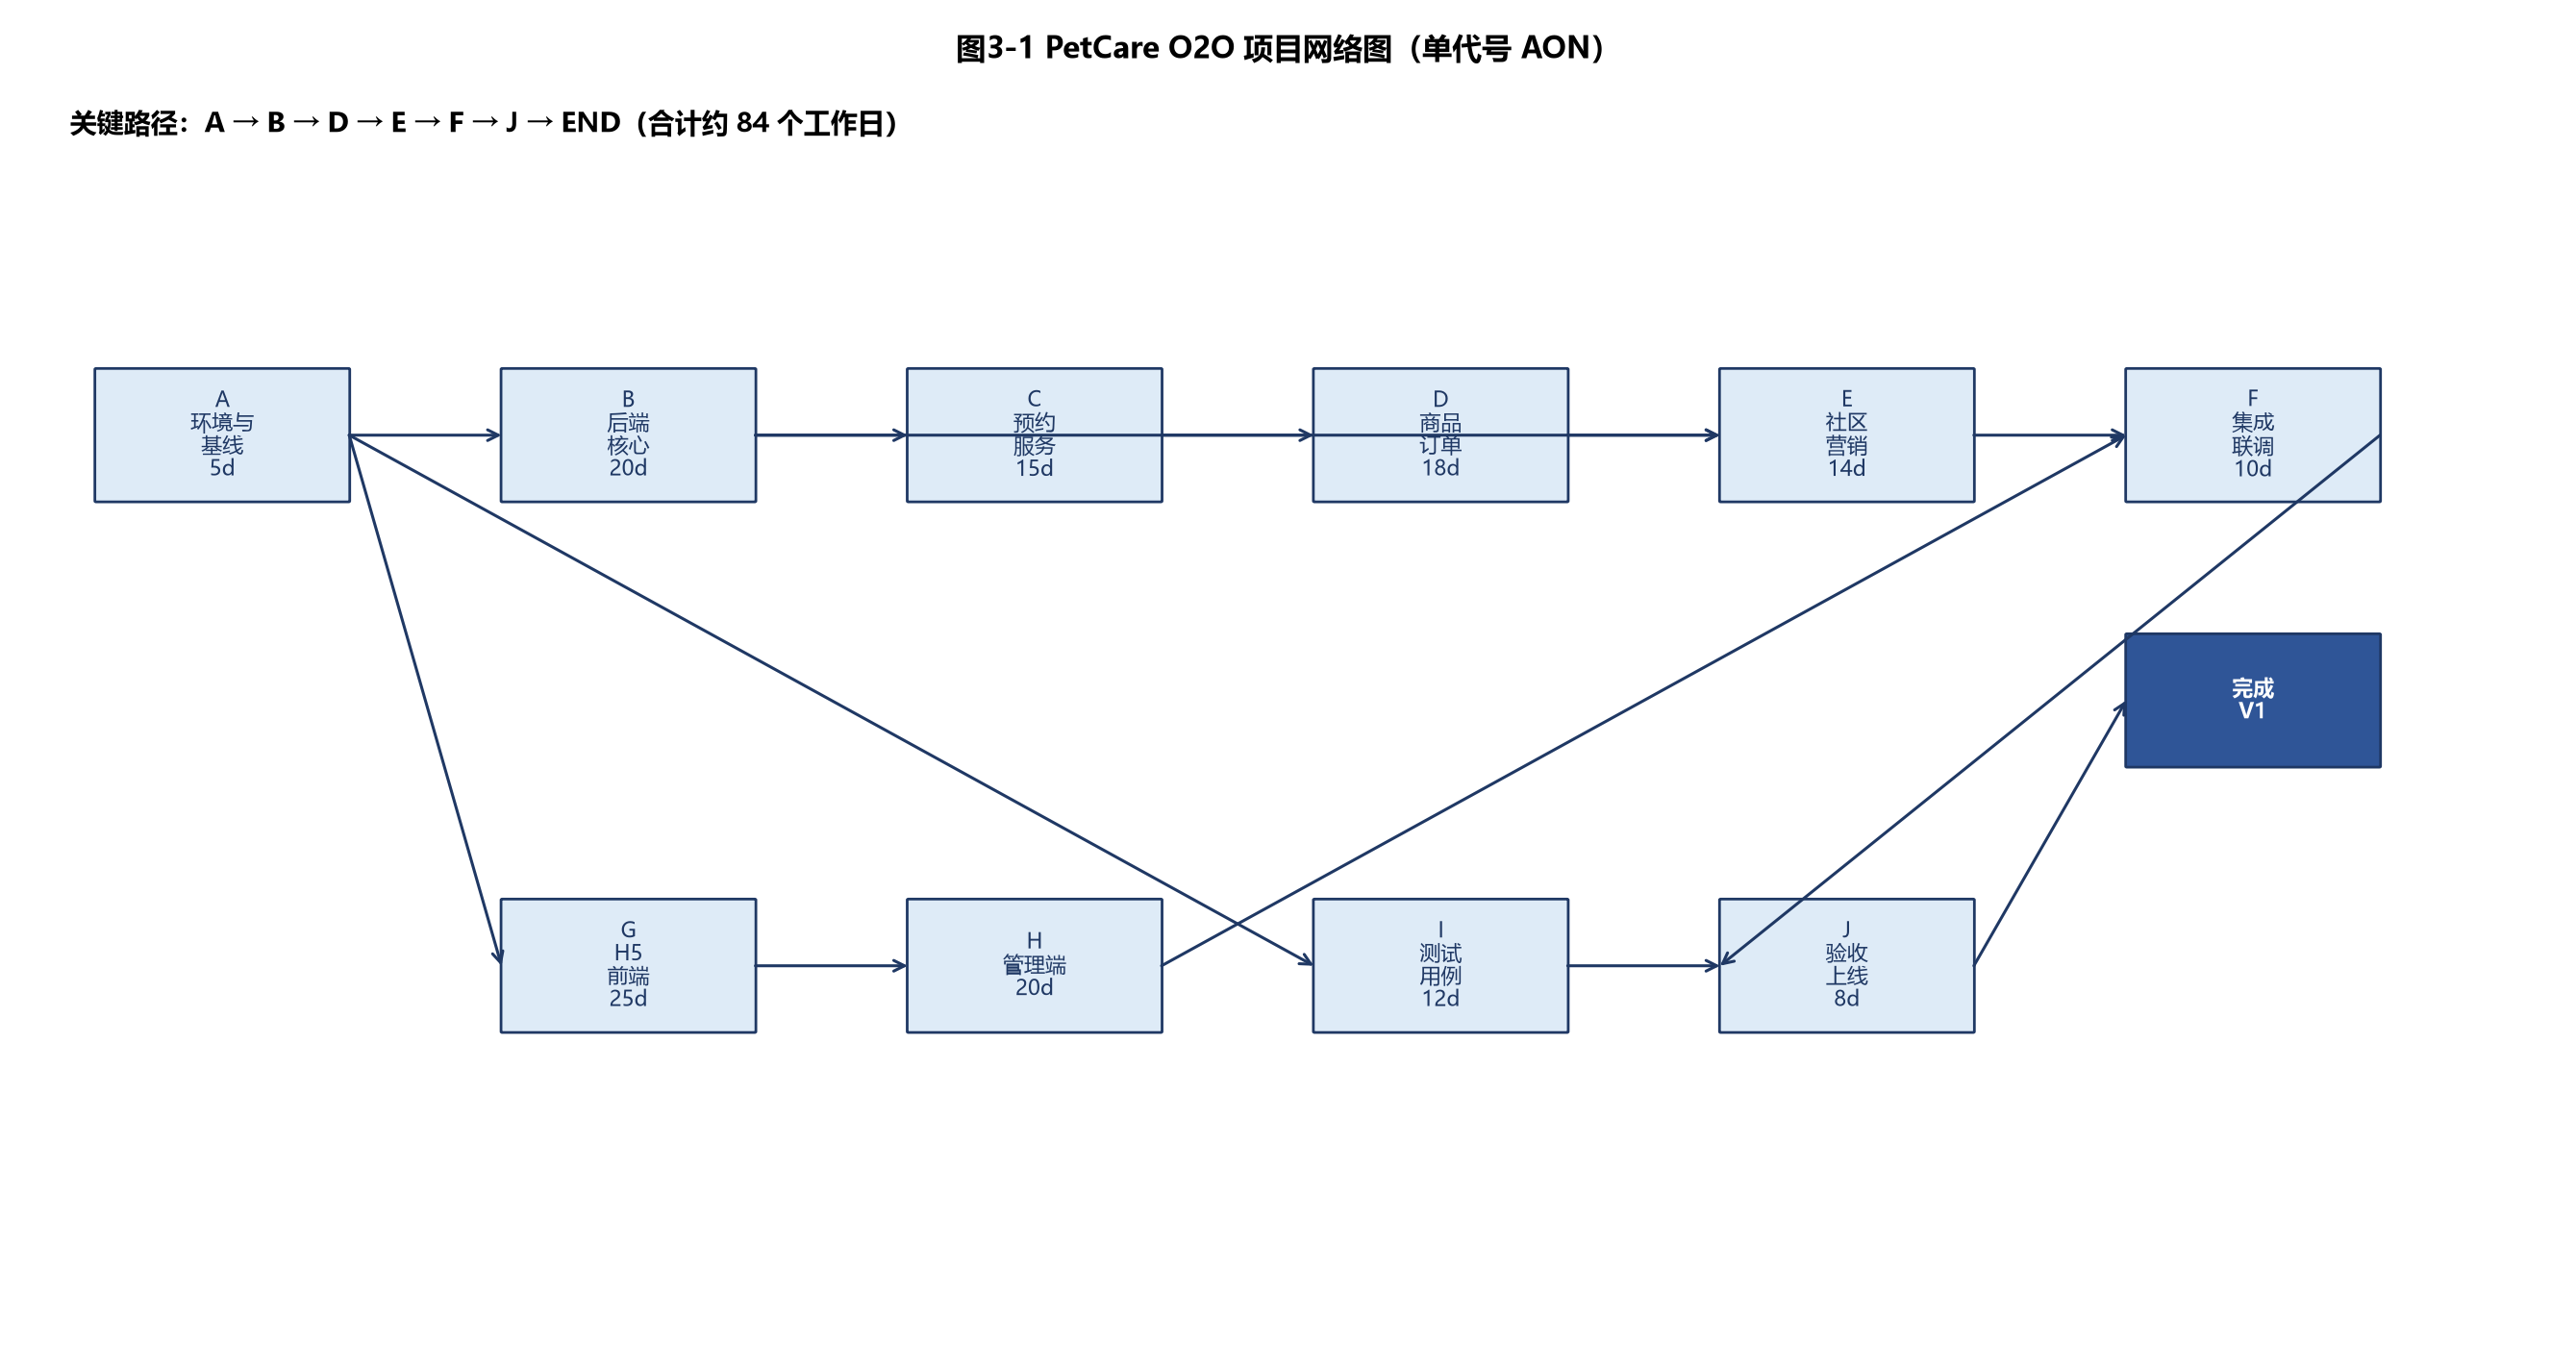 图3-1 PetCare O2O 项目网络图（单代号 AON）
关键路径：A → B → D → E → F → J → END（合计约 84 个工作日）
A
环境与
基线
5d
B
后端
核心
20d
C
预约
服务
15d
D
商品
订单
18d
E
社区
营销
14d
F
集成
联调
10d
完成
V1
G
H5
前端
25d
H
管理端
20d
I
测试
用例
12d
J
验收
上线
8d